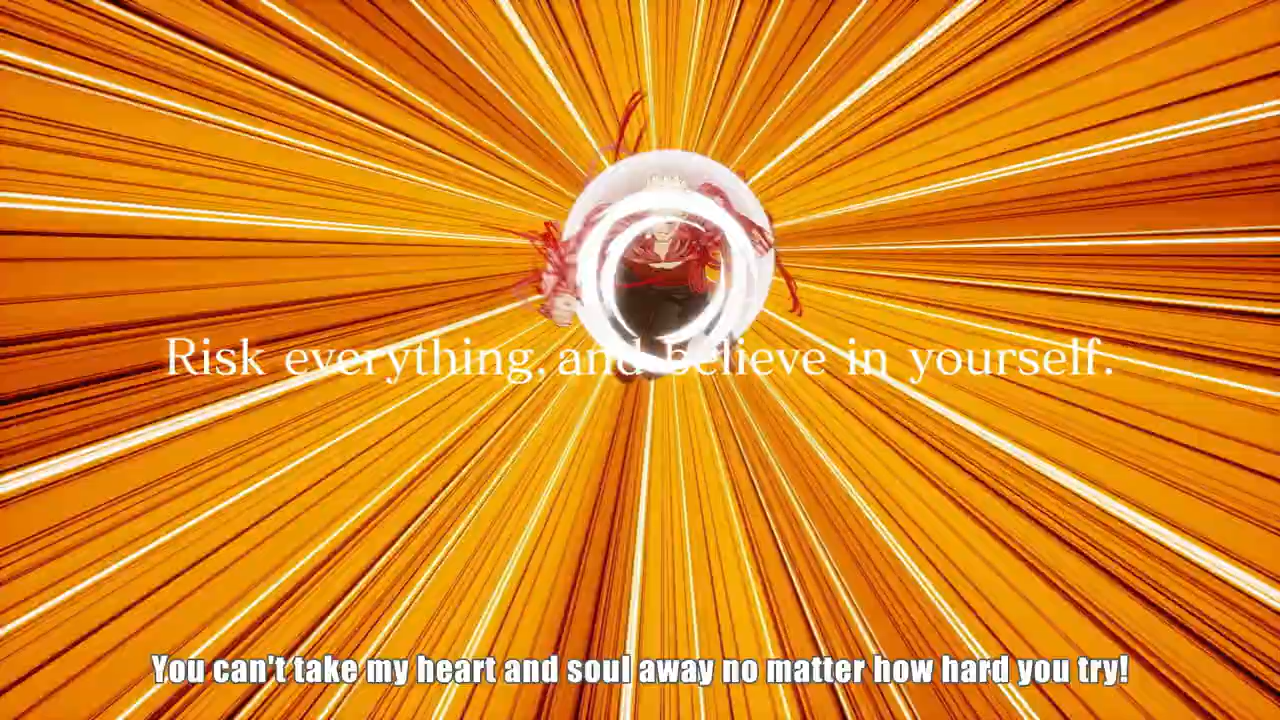 Risk everything, and believe in yourself.
You can't take my heart and soul away no matter how hard you try!